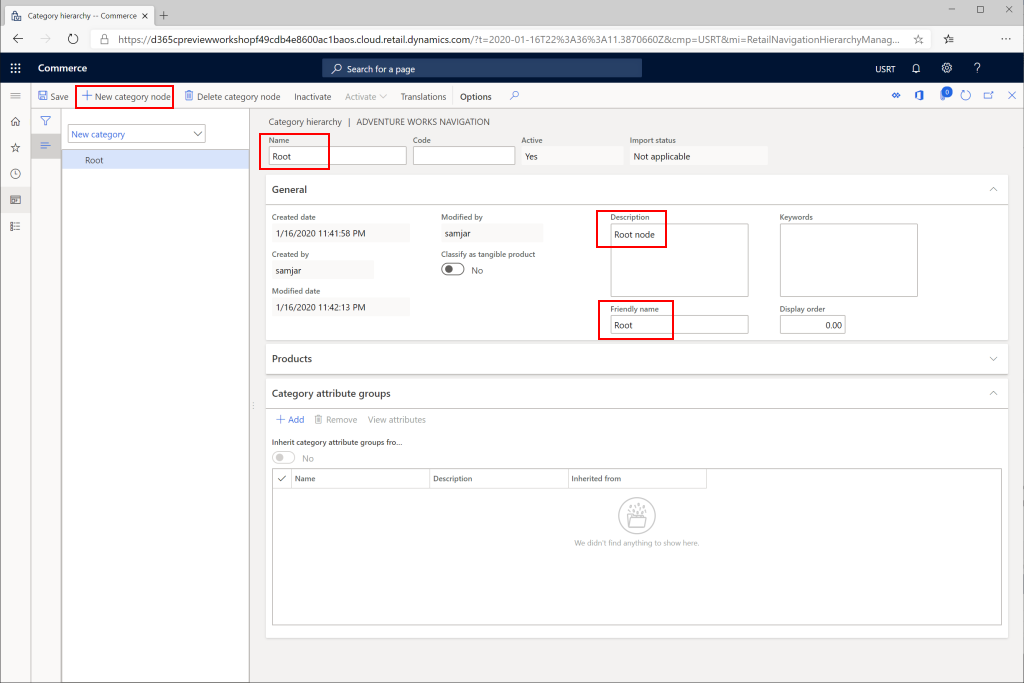 Category hierarchy -- Commerce
https://d365cpreviewworkshopf49cdb4e8600ac1baos.cloud.retail.dynamics.com/?t=2020-01-16T22%3A36%3A11.3870660Z&cmp=USRT&mi=RetailNavigationHierarchyManag...
Commerce
Search for a page
USRT
?
Save
New category node
Delete category node
Inactivate
Activate
Translations
Options
0
New category
Root
Category hierarchy | ADVENTURE WORKS NAVIGATION
Name
Code
Active
Import status
Root
Yes
Not applicable
General
Created date
Modified by
Description
Keywords
1/16/2020 11:41:58 PM
samjar
Root node
Created by
Classify as tangible product
samjar
No
Modified date
1/16/2020 11:42:13 PM
Friendly name
Display order
Root
0.00
Products
Category attribute groups
Add
Remove
View attributes
Inherit category attribute groups fro...
No
Name
Description
Inherited from
We didn't find anything to show here.